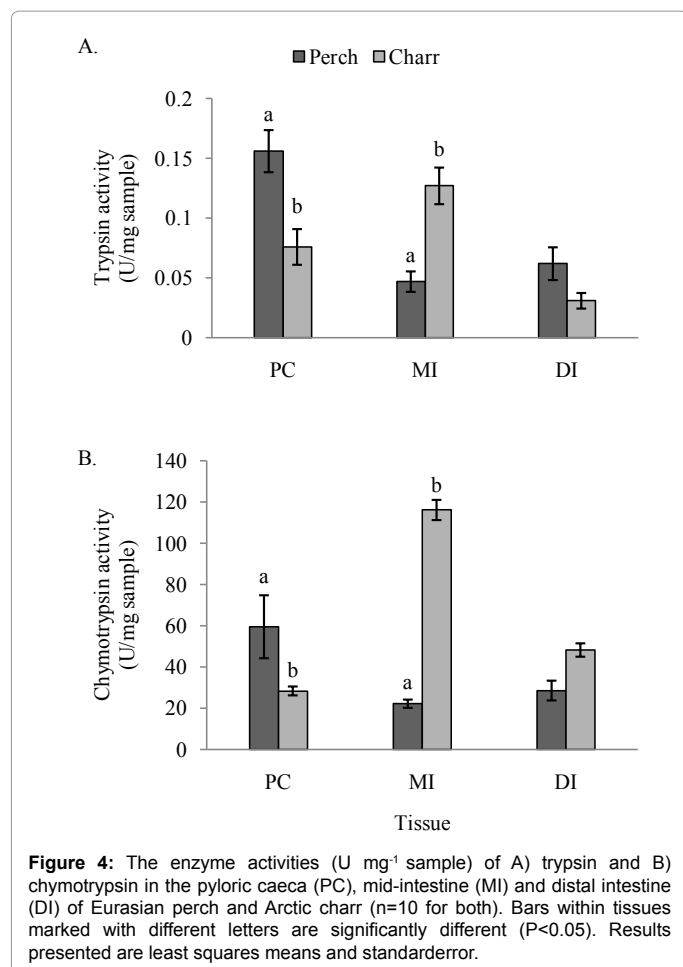 A.
Perch Charr
a
b
a
b
0.2
0.15
0.1
0.05
0
Trypsin activity
(U/mg sample)
PC MI DI
B.
a
b
a
b
140
120
100
80
60
40
20
0
Chymotrypsin activity
(U/mg sample)
PC MI DI
Tissue
Figure 4: The enzyme activities (U mg-1 sample) of A) trypsin and B)
chymotrypsin in the pyloric caeca (PC), mid-intestine (MI) and distal intestine
(DI) of Eurasian perch and Arctic charr (n=10 for both). Bars within tissues
marked with different letters are significantly different (P<0.05). Results
presented are least squares means and standarderror.